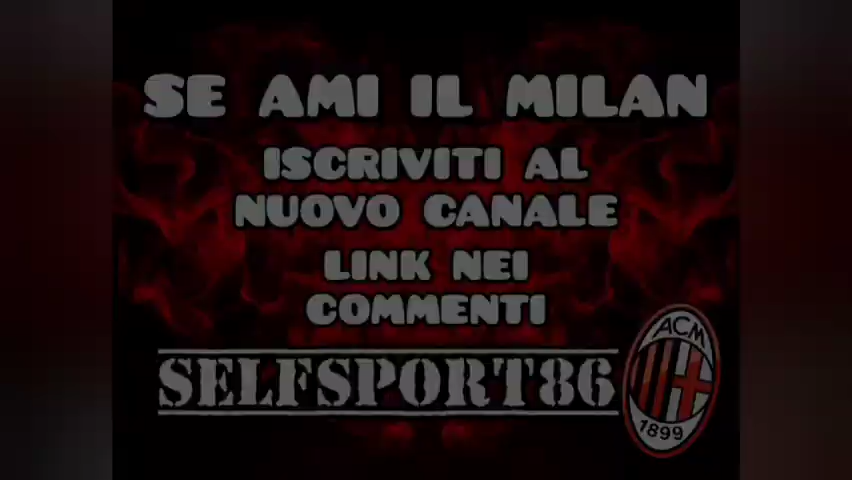 SE AMI IL MILAN
ISCRIVITI AL
NUOVO CANALE
LINK NEI
COMMENTI
SELFSPORT86
ACM
1899